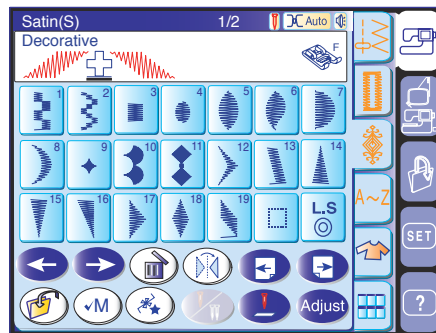 Satin(S) 1/2 Auto
Decorative F
1 2 3 4 5 6 7
8 9 10 11 12 13 14
15 16 17 18 19 L.S
A~Z
SET
✓M Adjust ?